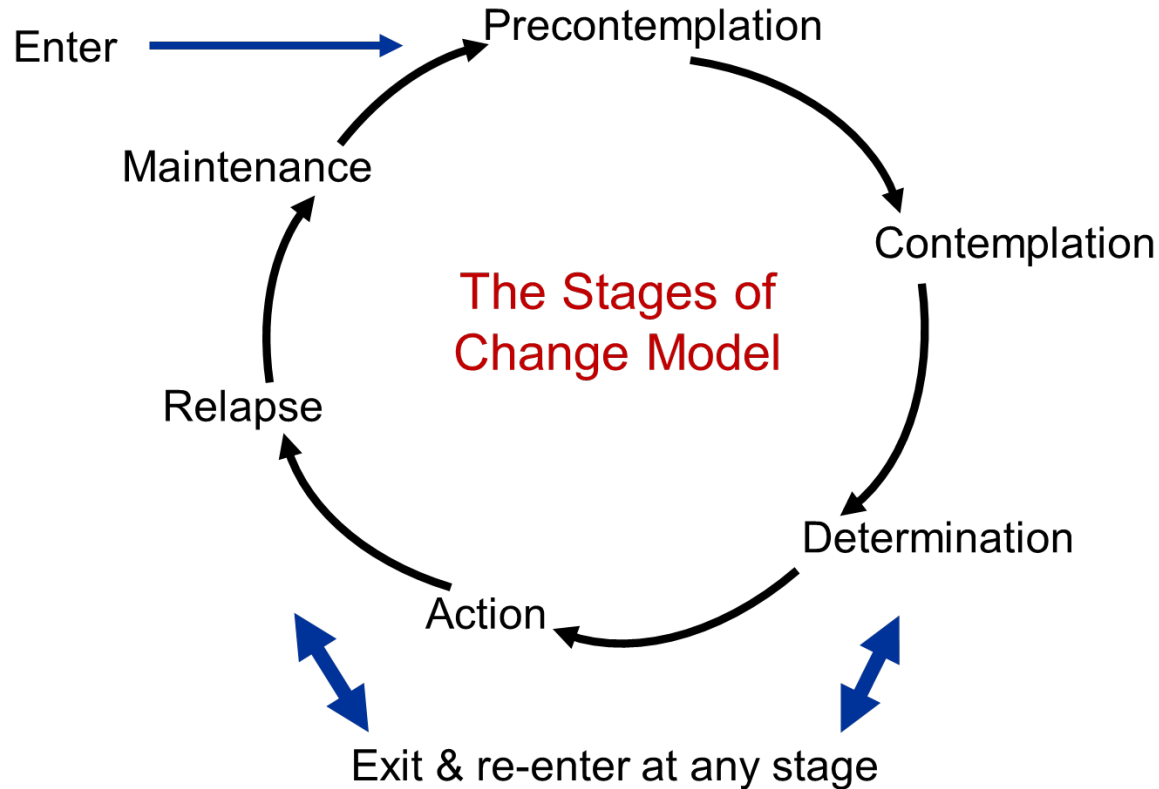 Enter
Precontemplation
Maintenance
Contemplation
The Stages of
Change Model
Relapse
Determination
Action
Exit & re-enter at any stage